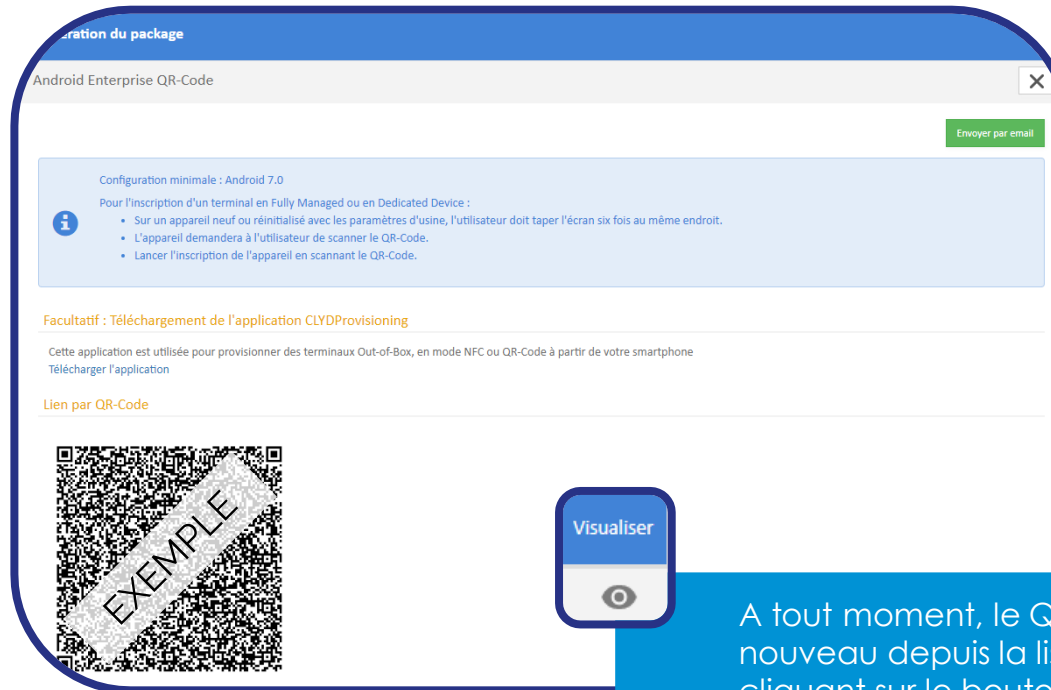 du package
Android Enterprise QR-Code
Envoyer par email
Configuration minimale : Android 7.0
Pour l'inscription d'un terminal en Fully Managed ou en Dedicated Device :
• Sur un appareil neuf ou réinitialisé avec les paramètres d'usine, l'utilisateur doit taper l'écran six fois au même endroit.
• L'appareil demandera à l'utilisateur de scanner le QR-Code.
• Lancer l'inscription de l'appareil en scannant le QR-Code.
Facultatif : Téléchargement de l'application CLYDProvisioning
Cette application est utilisée pour provisionner des terminaux Out-of-Box, en mode NFC ou QR-Code à partir de votre smartphone
Télécharger l'application
Lien par QR-Code
EXEMPLE
Visualiser
A tout moment, le
nouveau depuis la
cliquant sur le